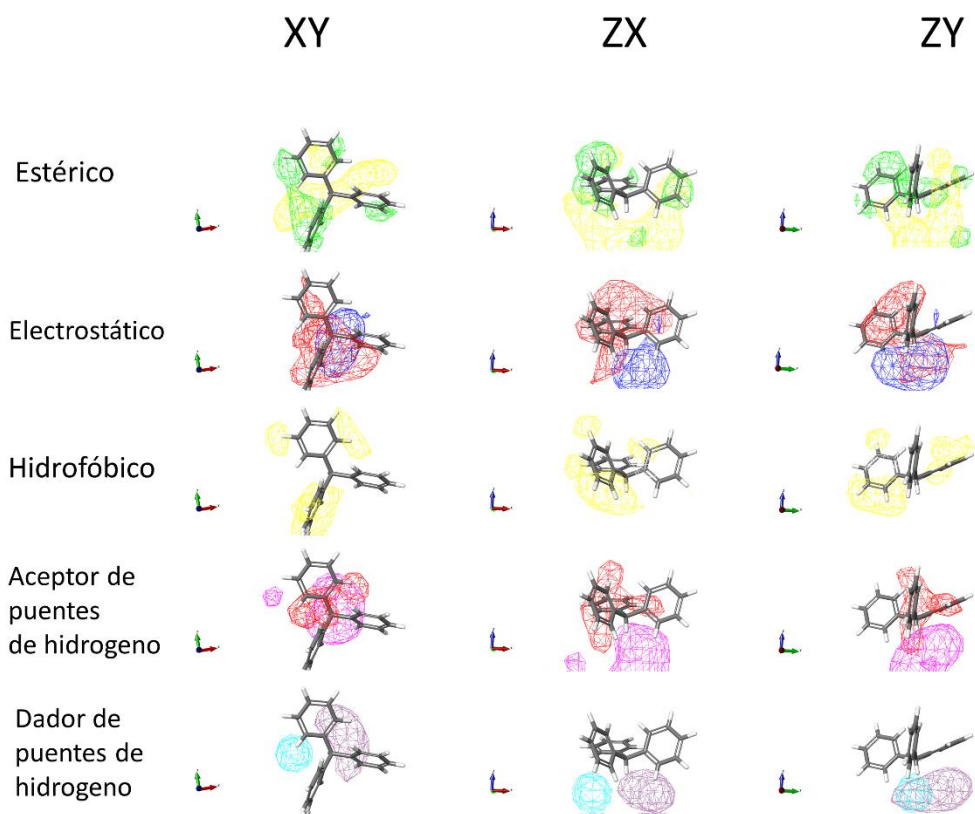 XY ZX ZY
Estérico
Electrostático
Hidrofóbico
Aceptor de
puentes
de hidrogeno
Dador de
puentes de
hidrogeno